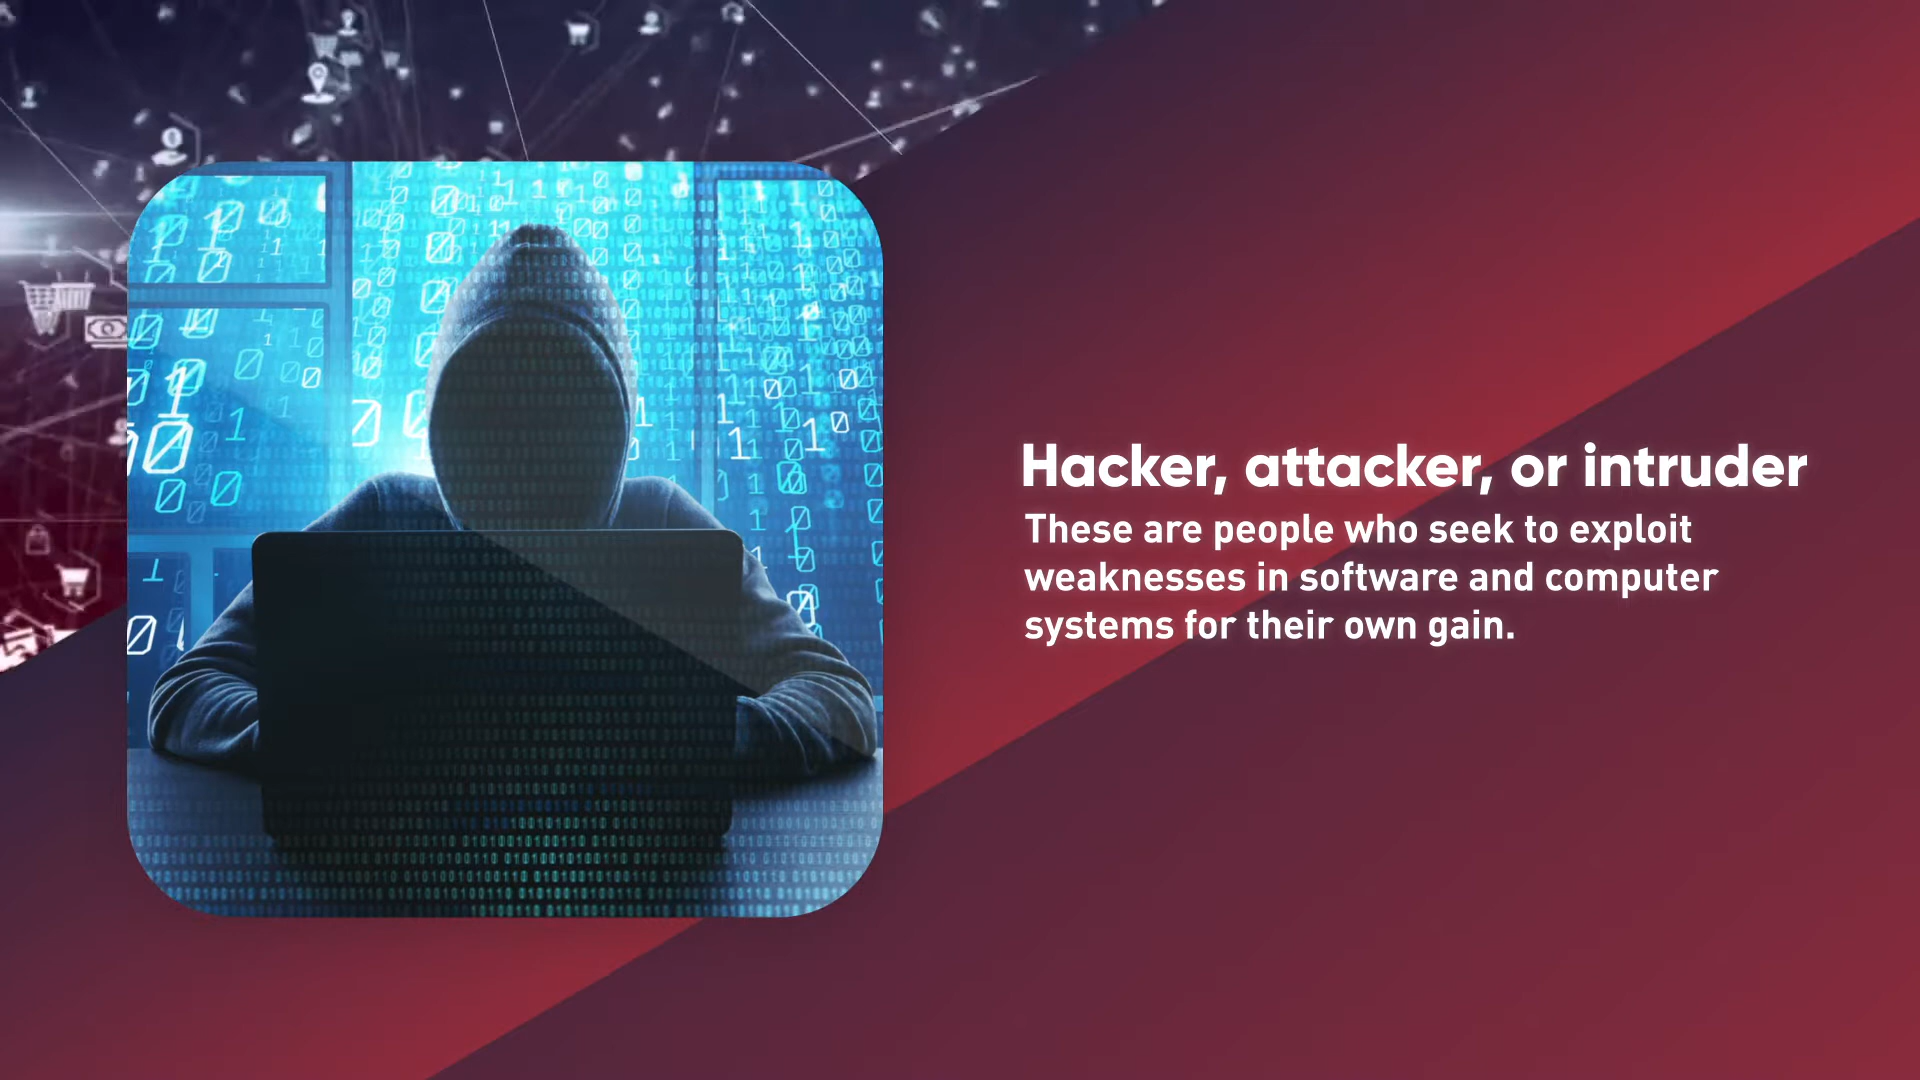 Hacker, attacker, or intruder
These are people who seek to exploit
weaknesses in software and computer
systems for their own gain.